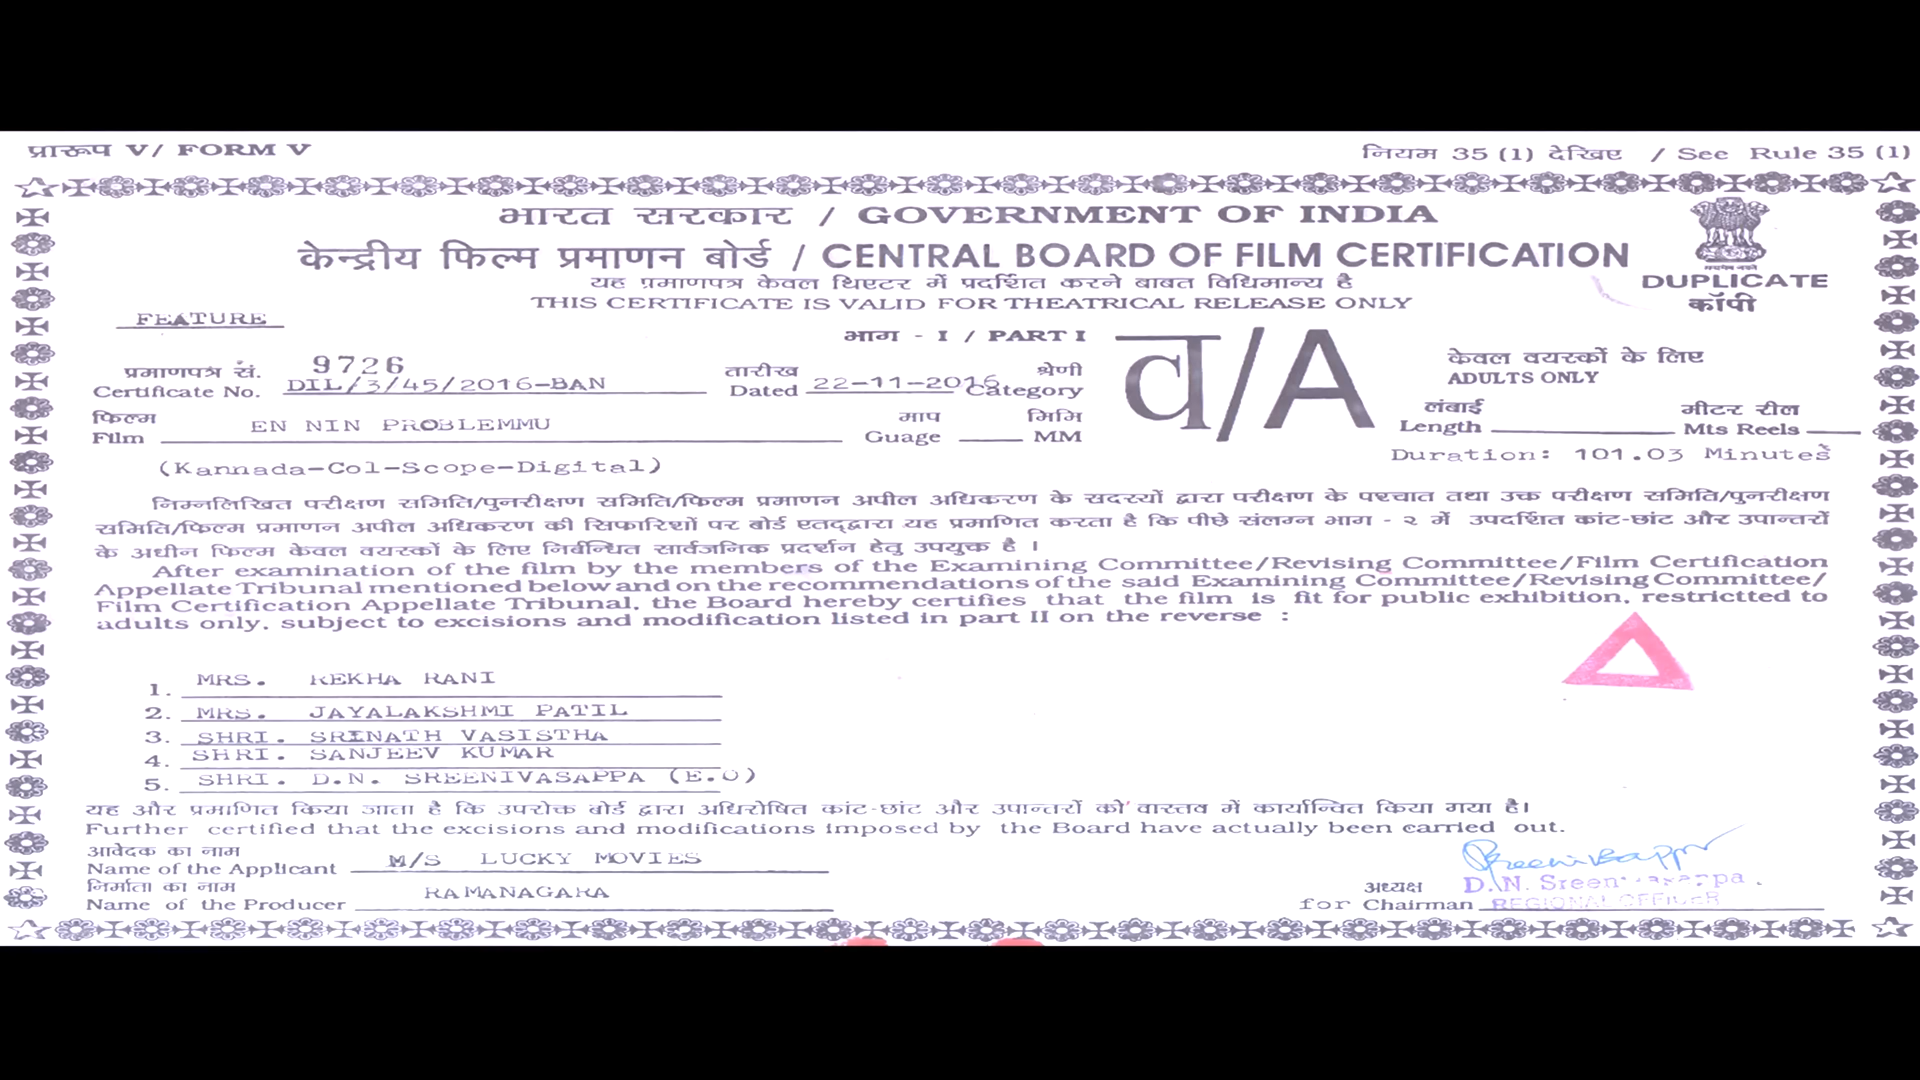 प्रारूप V/ FORM V
नियम 35 (1) देखिए / See Rule 35 (1)
भारत सरकार / GOVERNMENT OF INDIA
केन्द्रीय फिल्म प्रमाणन बोर्ड / CENTRAL BOARD OF FILM CERTIFICATION
यह प्रमाणपत्र केवल थिएटर में प्रदर्शित करने बाबत विधिमान्य है
THIS CERTIFICATE IS VALID FOR THEATRICAL RELEASE ONLY
DUPLICATE
कॉपी
FEATURE
भाग - I / PART I
व/A
केवल वयस्कों के लिए
ADULTS ONLY
प्रमाणपत्र सं. 9726 तारीख श्रेणी
Certificate No. DIL/3/45/2016-BAN Dated 22-11-2016 Category
फिल्म EN NIN PROBLEMMU माप मिमि
Film Guage MM
लंबाई मीटर रील
Length Mts Reels
(Kannada-Col-Scope-Digital)
Duration: 101.03 Minutes
निम्नलिखित परीक्षण समिति/पुनरीक्षण समिति/फिल्म प्रमाणन अपील अधिकरण के सदस्यों द्वारा परीक्षण के पश्चात तथा उक्त परीक्षण समिति/पुनरीक्षण
समिति/फिल्म प्रमाणन अपील अधिकरण की सिफारिशों पर बोर्ड एतद्द्वारा यह प्रमाणित करता है कि पीछे संलग्न भाग - २ में उपदर्शित कांट-छांट और उपान्तरों
के अधीन फिल्म केवल वयस्कों के लिए निर्बन्धित सार्वजनिक प्रदर्शन हेतु उपयुक्त है ।
After examination of the film by the members of the Examining Committee/Revising Committee/Film Certification
Appellate Tribunal mentioned below and on the recommendations of the said Examining Committee/Revising Committee/
Film Certification Appellate Tribunal, the Board hereby certifies that the film is fit for public exhibition, restrictted to
adults only, subject to excisions and modification listed in part II on the reverse :
1. MRS. REKHA RANI
2. MRS. JAYALAKSHMI PATIL
3. SHRI. SRINATH VASISTHA
4. SHRI. SANJEEV KUMAR
5. SHRI. D.N. SREENIVASAPPA (E.O)
यह और प्रमाणित किया जाता है कि उपरोक्त बोर्ड द्वारा अधिरोषित कांट-छांट और उपान्तरों को वास्तव में कार्यान्वित किया गया है।
Further certified that the excisions and modifications imposed by the Board have actually been carried out.
आवेदक का नाम
Name of the Applicant M/S LUCKY MOVIES
निर्माता का नाम
Name of the Producer RAMANAGARA
अध्यक्ष D. N. Sreenivasappa.
for Chairman REGIONAL OFFICER